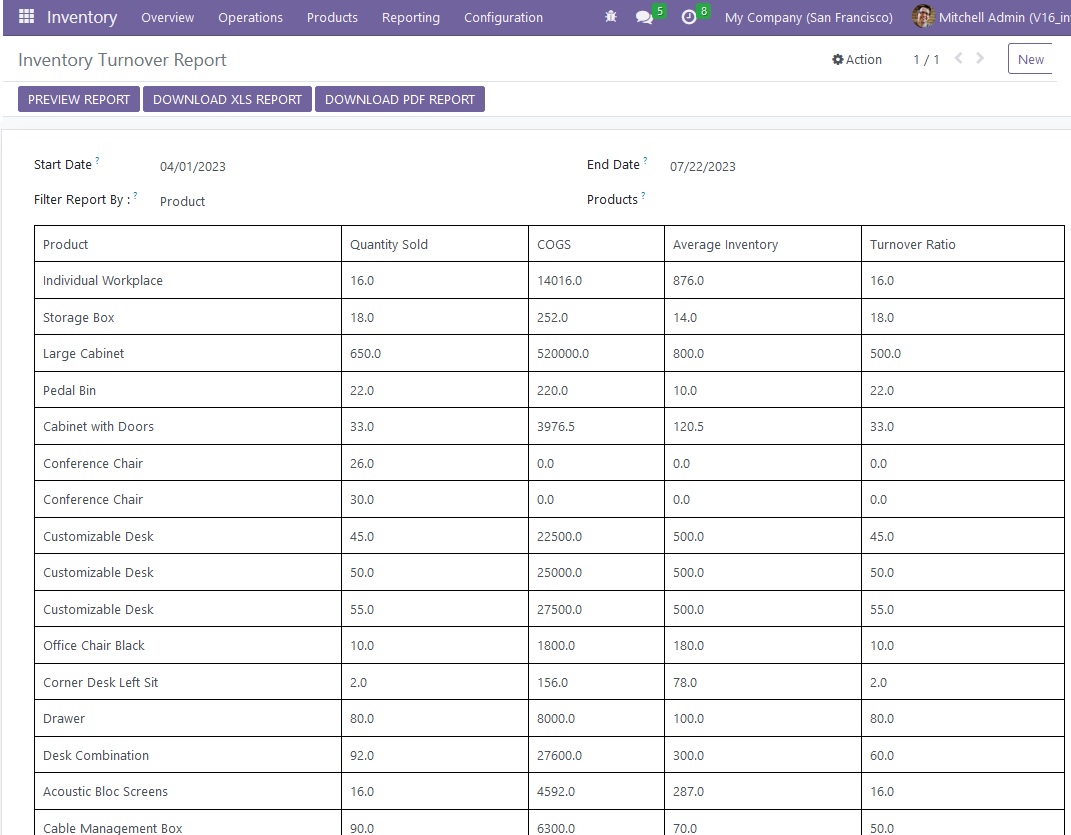 Inventory Overview Operations Products Reporting Configuration 5 8 My Company (San Francisco) Mitchell Admin (V16_in
Inventory Turnover Report Action 1 / 1 New
PREVIEW REPORT DOWNLOAD XLS REPORT DOWNLOAD PDF REPORT
Start Date ? 04/01/2023 End Date ? 07/22/2023
Filter Report By : ? Product Products ?
Product Quantity Sold COGS Average Inventory Turnover Ratio
Individual Workplace 16.0 14016.0 876.0 16.0
Storage Box 18.0 252.0 14.0 18.0
Large Cabinet 650.0 520000.0 800.0 500.0
Pedal Bin 22.0 220.0 10.0 22.0
Cabinet with Doors 33.0 3976.5 120.5 33.0
Conference Chair 26.0 0.0 0.0 0.0
Conference Chair 30.0 0.0 0.0 0.0
Customizable Desk 45.0 22500.0 500.0 45.0
Customizable Desk 50.0 25000.0 500.0 50.0
Customizable Desk 55.0 27500.0 500.0 55.0
Office Chair Black 10.0 1800.0 180.0 10.0
Corner Desk Left Sit 2.0 156.0 78.0 2.0
Drawer 80.0 8000.0 100.0 80.0
Desk Combination 92.0 27600.0 300.0 60.0
Acoustic Bloc Screens 16.0 4592.0 287.0 16.0
Cable Management Box 90.0 6300.0 70.0 50.0